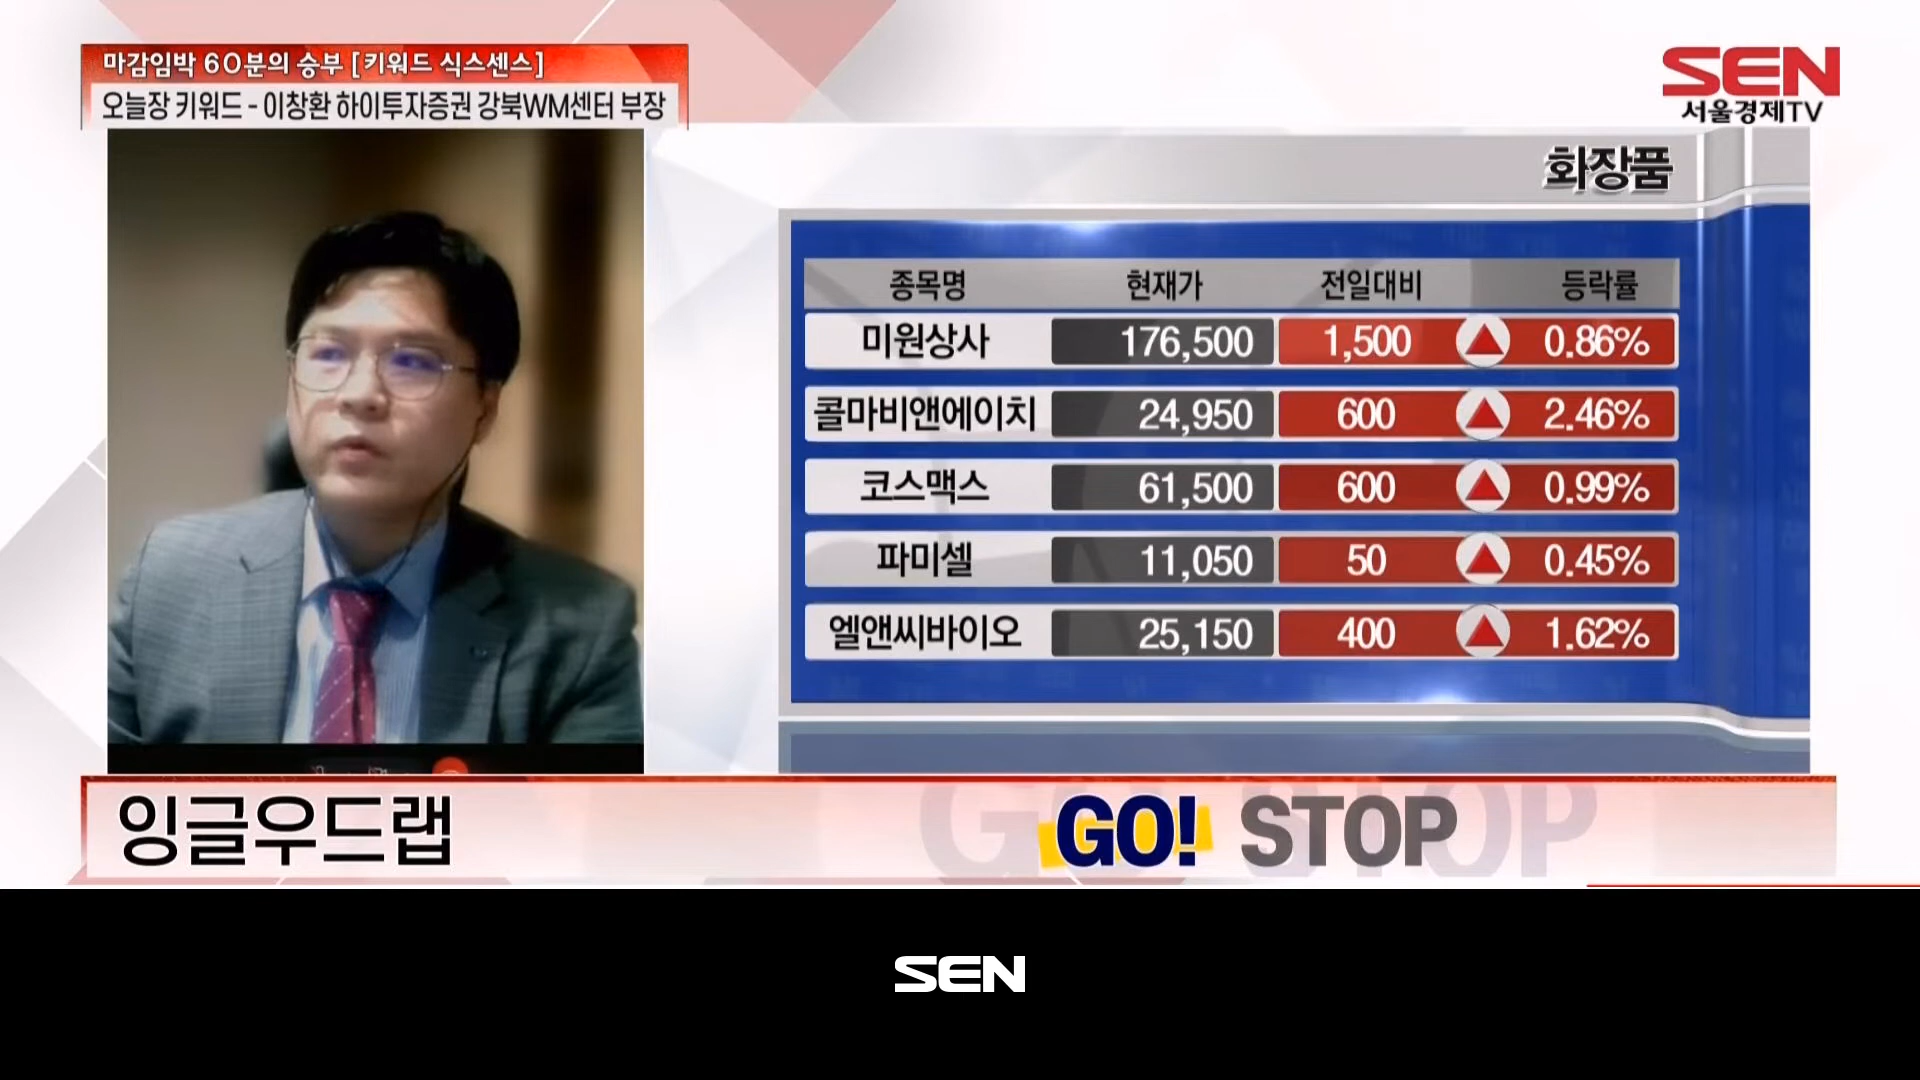 마감임박 60분의 승부 [키워드 식스센스]
오늘장 키워드 - 이창환 하이투자증권 강북WM센터 부장
SEN
서울경제TV
화장품
종목명 현재가 전일대비 등락률
미원상사 176,500 1,500 ▲ 0.86%
콜마비앤에이치 24,950 600 ▲ 2.46%
코스맥스 61,500 600 ▲ 0.99%
파미셀 11,050 50 ▲ 0.45%
엘앤씨바이오 25,150 400 ▲ 1.62%
잉글우드랩 GO! STOP
SEN